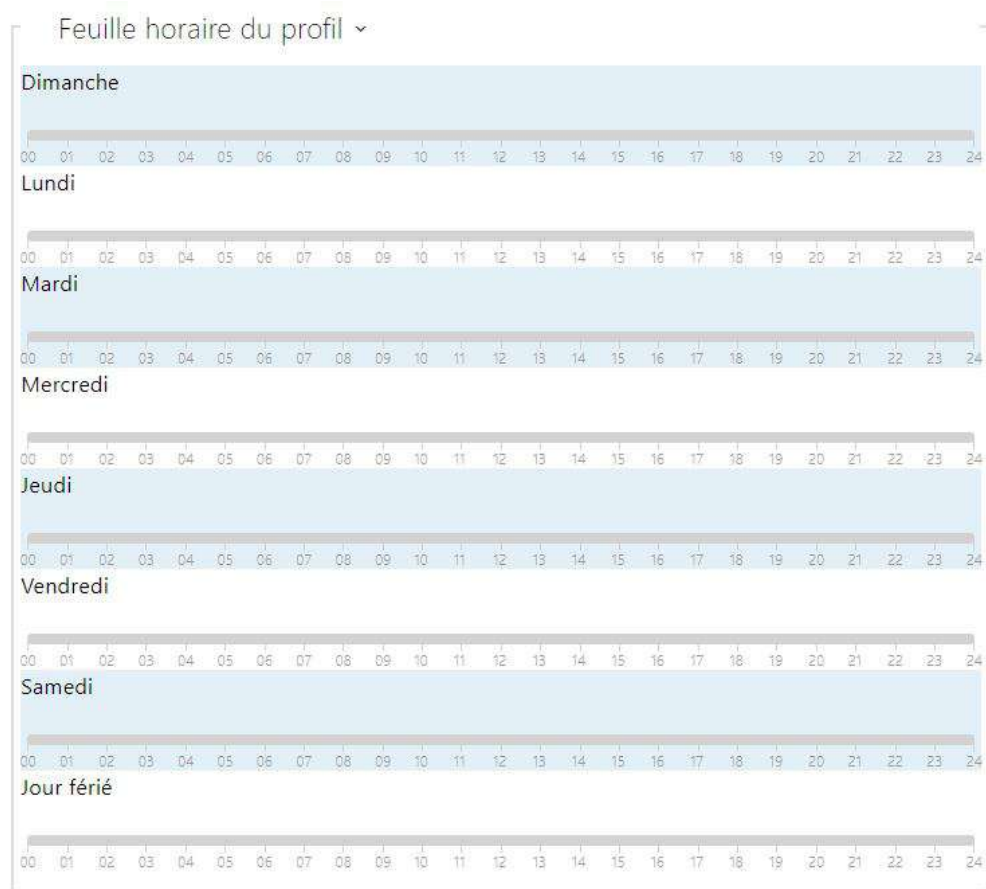 Feuille horaire du profil
Dimanche
00 01 02 03 04 05 06 07 08 09 10 11 12 13 14 15 16 17 18 19 20 21 22 23 24
Lundi
00 01 02 03 04 05 06 07 08 09 10 11 12 13 14 15 16 17 18 19 20 21 22 23 24
Mardi
00 01 02 03 04 05 06 07 08 09 10 11 12 13 14 15 16 17 18 19 20 21 22 23 24
Mercredi
00 01 02 03 04 05 06 07 08 09 10 11 12 13 14 15 16 17 18 19 20 21 22 23 24
Jeudi
00 01 02 03 04 05 06 07 08 09 10 11 12 13 14 15 16 17 18 19 20 21 22 23 24
Vendredi
00 01 02 03 04 05 06 07 08 09 10 11 12 13 14 15 16 17 18 19 20 21 22 23 24
Samedi
00 01 02 03 04 05 06 07 08 09 10 11 12 13 14 15 16 17 18 19 20 21 22 23 24
Jour férié
00 01 02 03 04 05 06 07 08 09 10 11 12 13 14 15 16 17 18 19 20 21 22 23 24